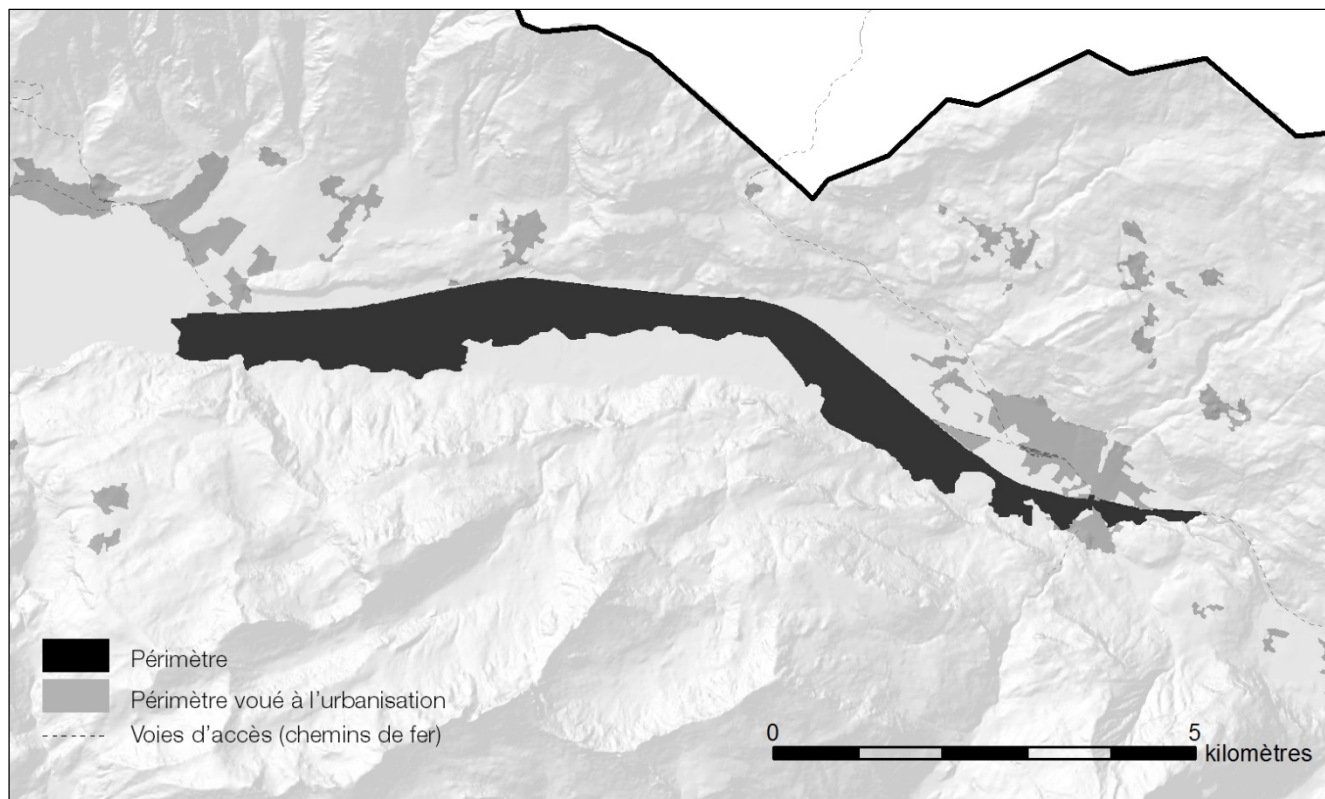 Périmètre
Périmètre voué à l'urbanisation
Voies d'accès (chemins de fer)
0 5
kilomètres